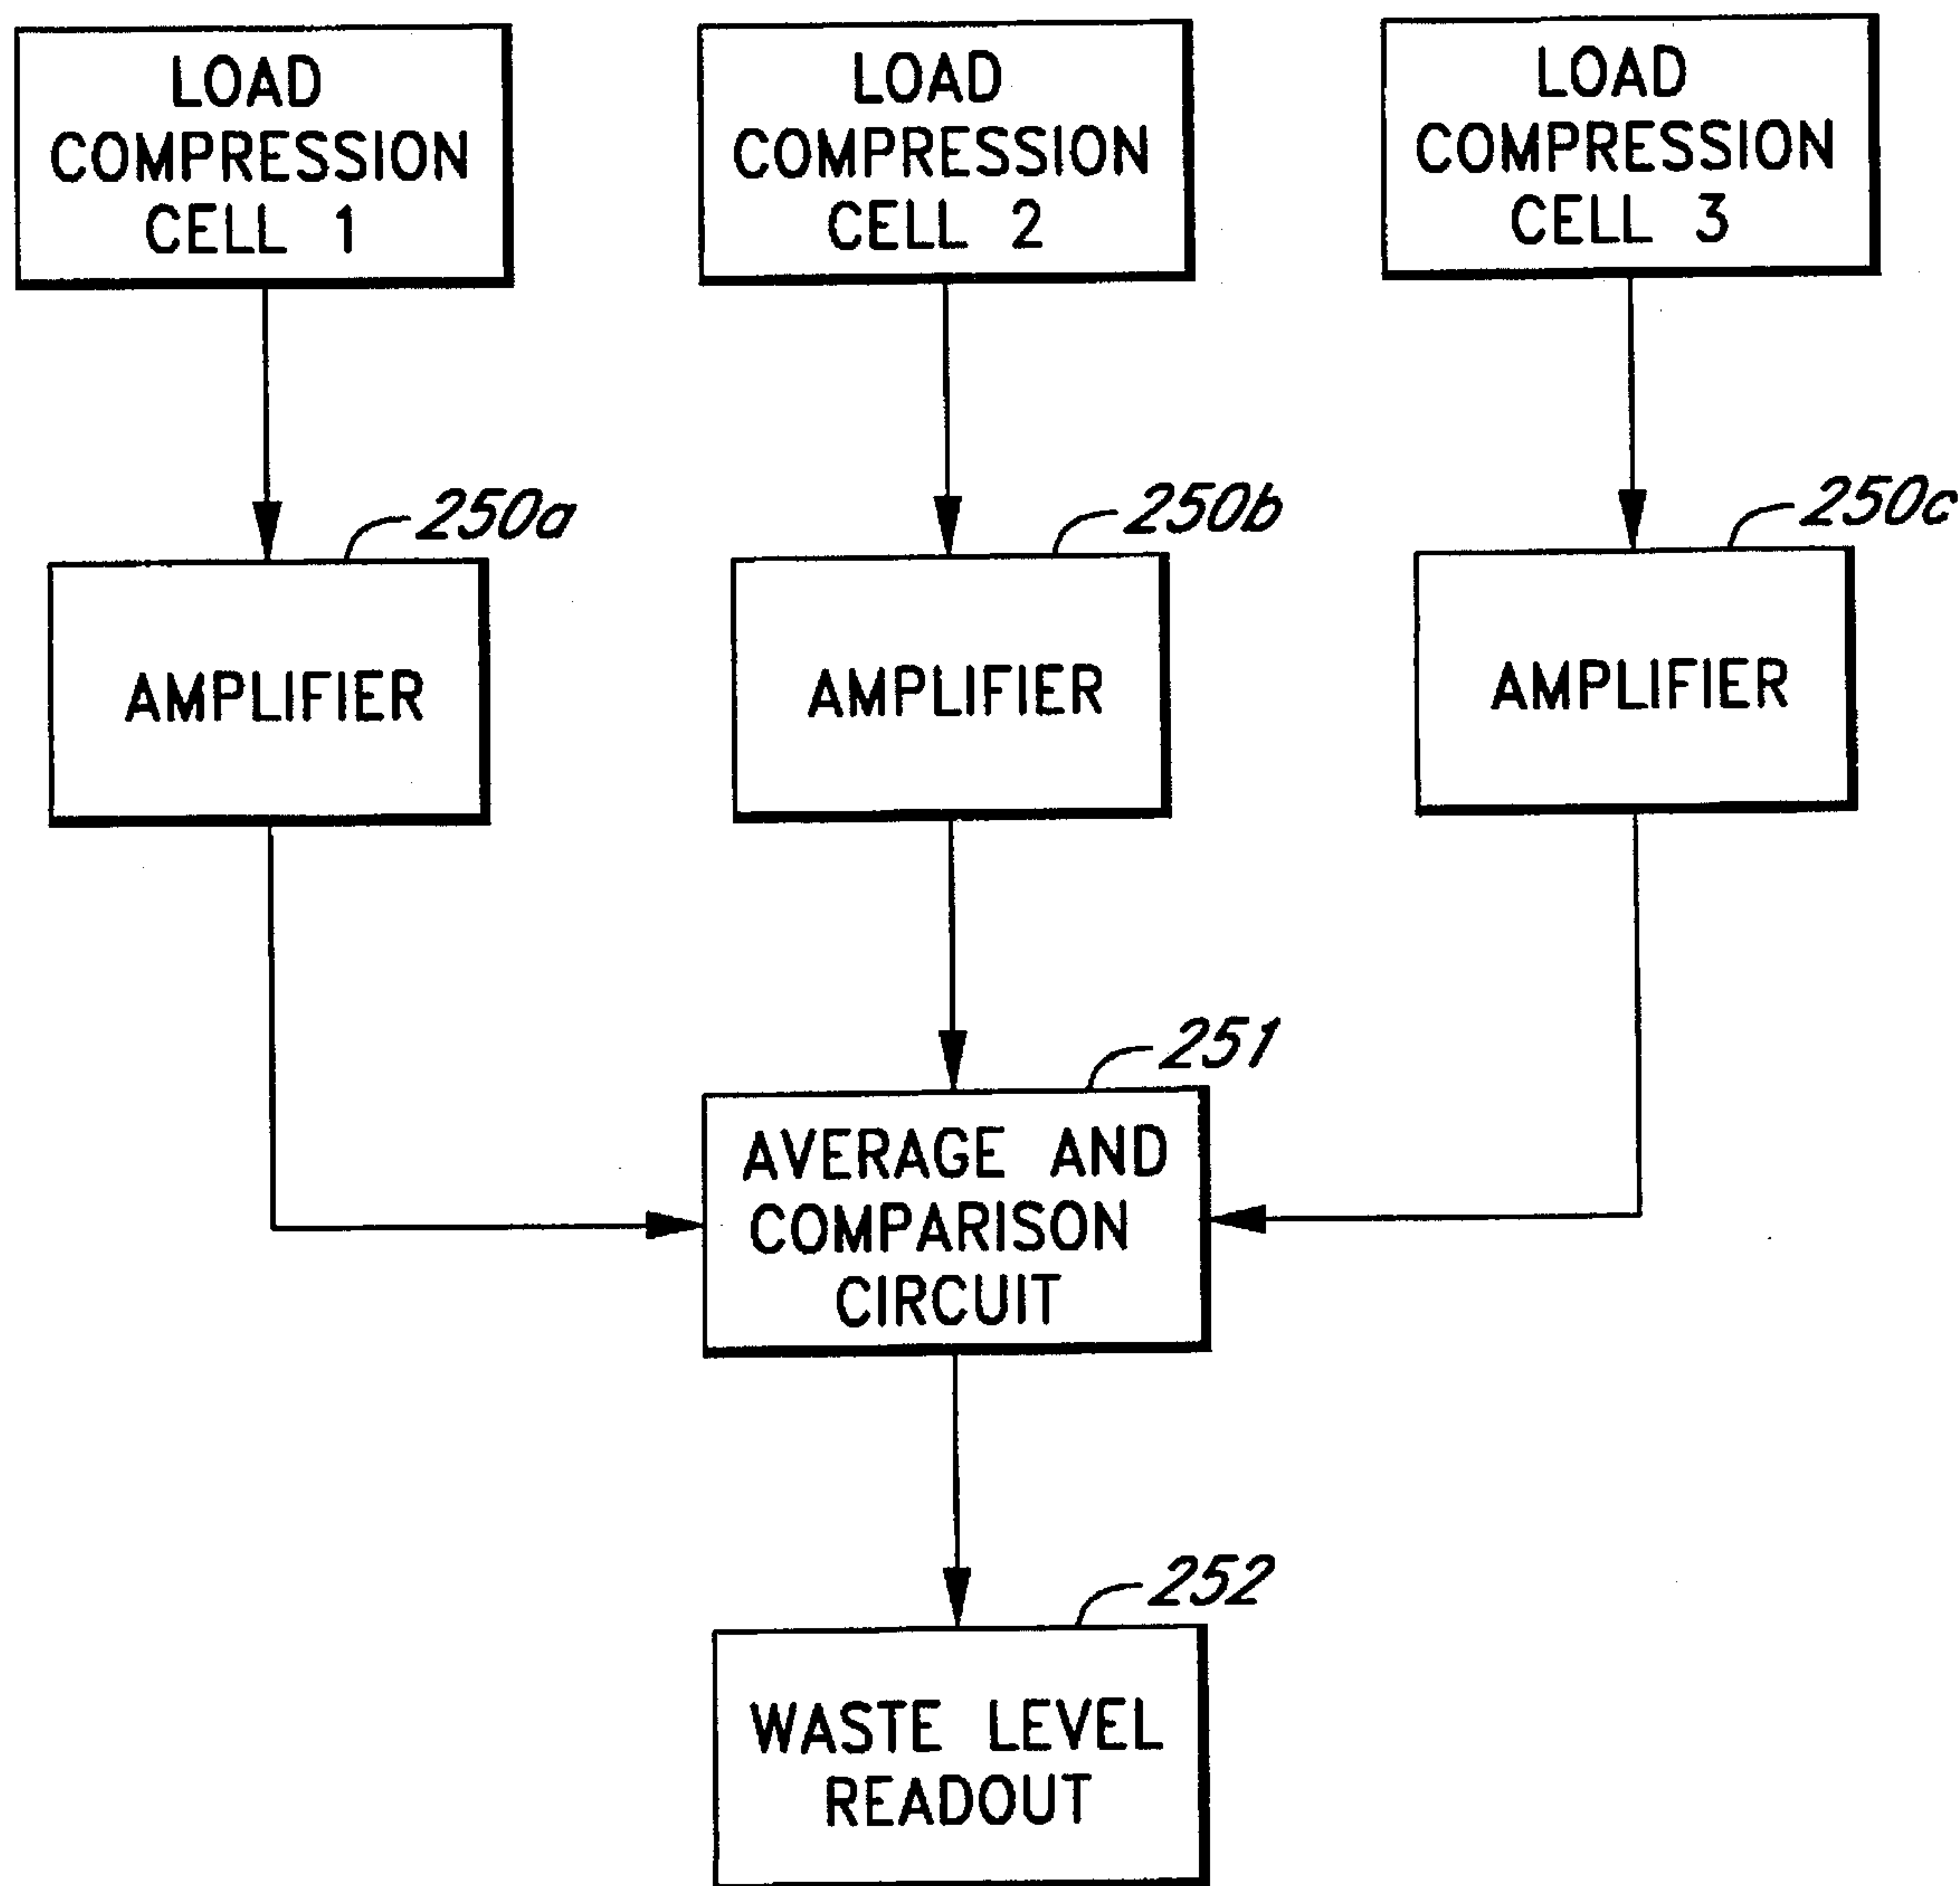 LOAD
COMPRESSION
CELL 1
LOAD
COMPRESSION
CELL 2
LOAD
COMPRESSION
CELL 3
250a
250b
250c
AMPLIFIER
AMPLIFIER
AMPLIFIER
251
AVERAGE AND
COMPARISON
CIRCUIT
252
WASTE LEVEL
READOUT